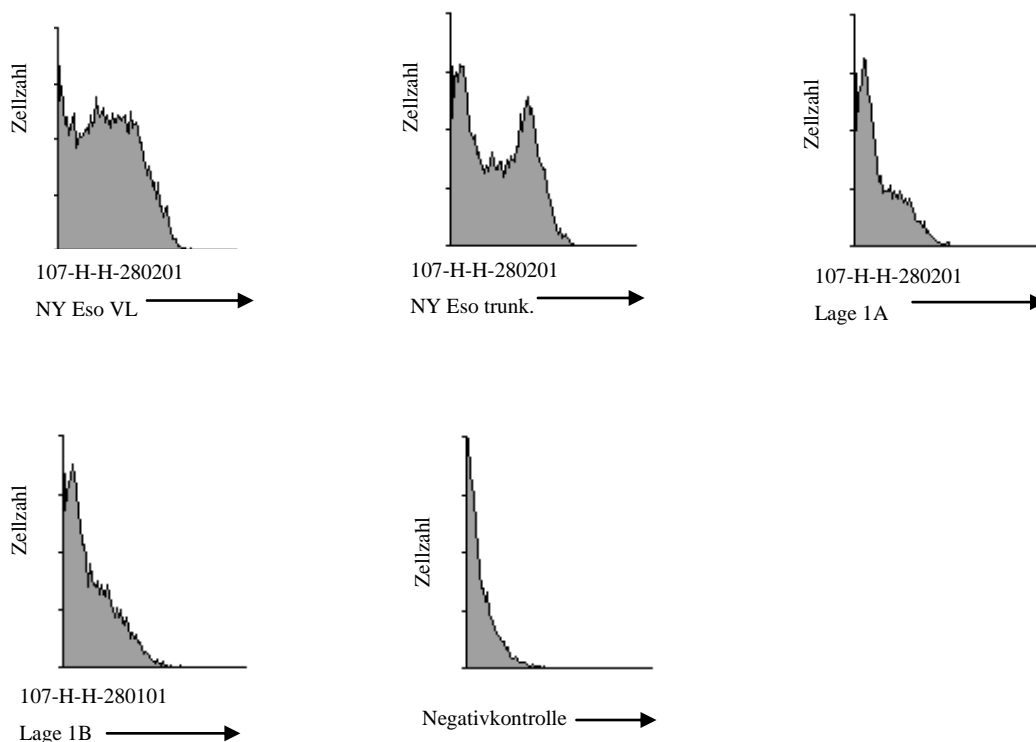 Zellzahl
107-H-H-280201
NY Eso VL
Zellzahl
107-H-H-280201
NY Eso trunk.
Zellzahl
107-H-H-280201
Lage 1A
Zellzahl
107-H-H-280101
Lage 1B
Zellzahl
Negativkontrolle